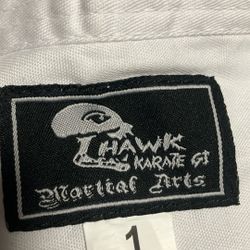 HAWK
KARATE GI
Martial Arts
1